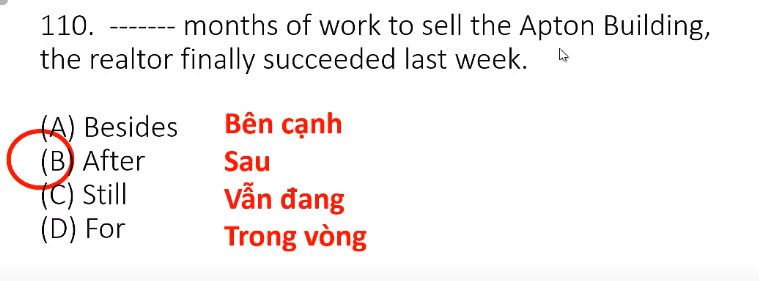 110. ------- months of work to sell the Apton Building,
the realtor finally succeeded last week.
(A) Besides Bên cạnh
(B) After Sau
(C) Still Vẫn đang
(D) For Trong vòng